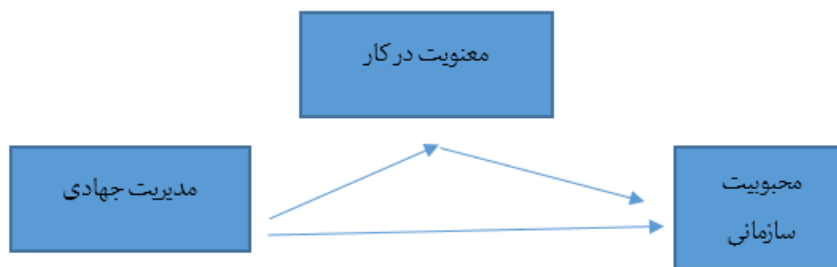 معنویت در کار
مدیریت جهادی
محبوبیت
سازمانی